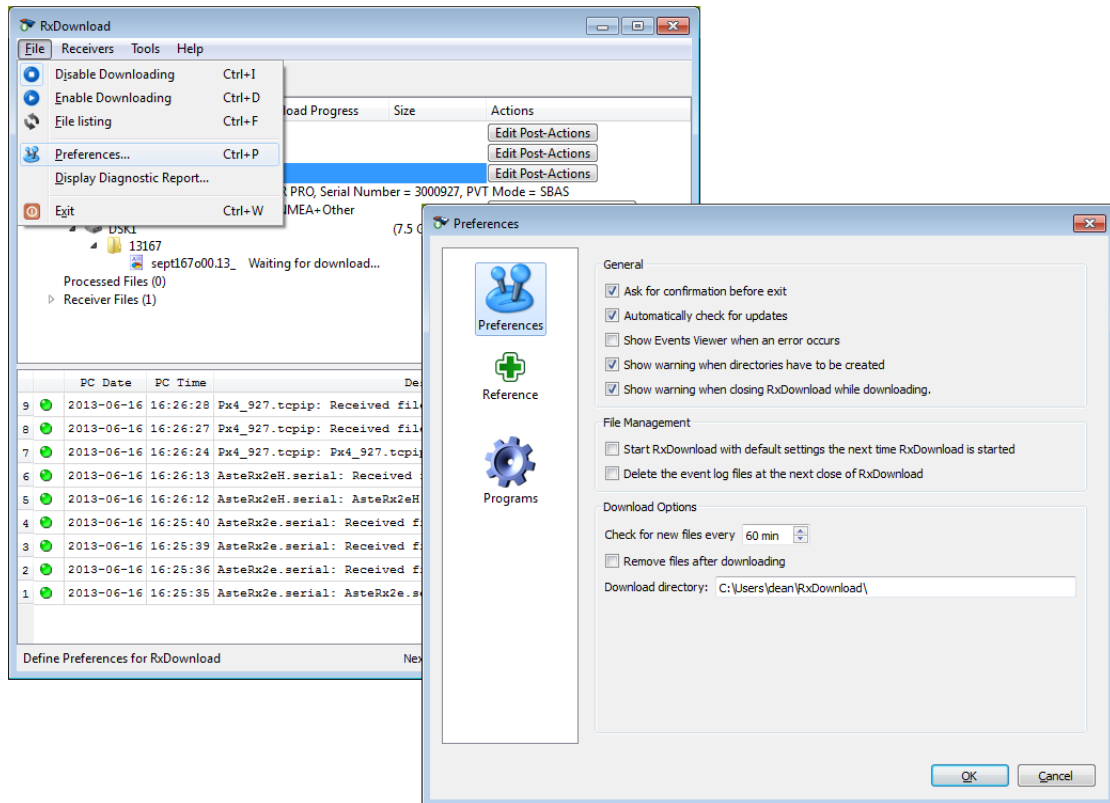 RxDownload
File Receivers Tools Help
Disable Downloading Ctrl+I
Enable Downloading Ctrl+D
File listing Ctrl+F
Preferences... Ctrl+P
Display Diagnostic Report...
Exit Ctrl+W
Progress Size Actions
Edit Post-Actions
Edit Post-Actions
Edit Post-Actions
PRO, Serial Number = 3000927, PVT Mode = SBAS
NMEA+Other
DSK1 (7.5
13167
sept167o00.13_ Waiting for download...
Processed Files (0)
Receiver Files (1)
PC Date PC Time
9 2013-06-16 16:26:28 Px4_927.tcpip: Received
8 2013-06-16 16:26:27 Px4_927.tcpip: Received
7 2013-06-16 16:26:24 Px4_927.tcpip:
6 2013-06-16 16:26:13 AsteRx2eH.serial: Received
5 2013-06-16 16:26:12 AsteRx2eH.serial: AsteRx2eH
4 2013-06-16 16:25:40 AsteRx2e.serial: Received
3 2013-06-16 16:25:39 AsteRx2e.serial: Received
2 2013-06-16 16:25:36 AsteRx2e.serial: Received
1 2013-06-16 16:25:35 AsteRx2e.serial:
Define Preferences for RxDownload
Preferences
Preferences
Reference
Programs
General
Ask for confirmation before exit
Automatically check for updates
Show Events Viewer when an error occurs
Show warning when directories have to be created
Show warning when closing RxDownload while downloading.
File Management
Start RxDownload with default settings the next time RxDownload is started
Delete the event log files at the next close of RxDownload
Download Options
Check for new files every 60 min
Remove files after downloading
Download directory: C:\Users\dean\RxDownload\
OK Cancel